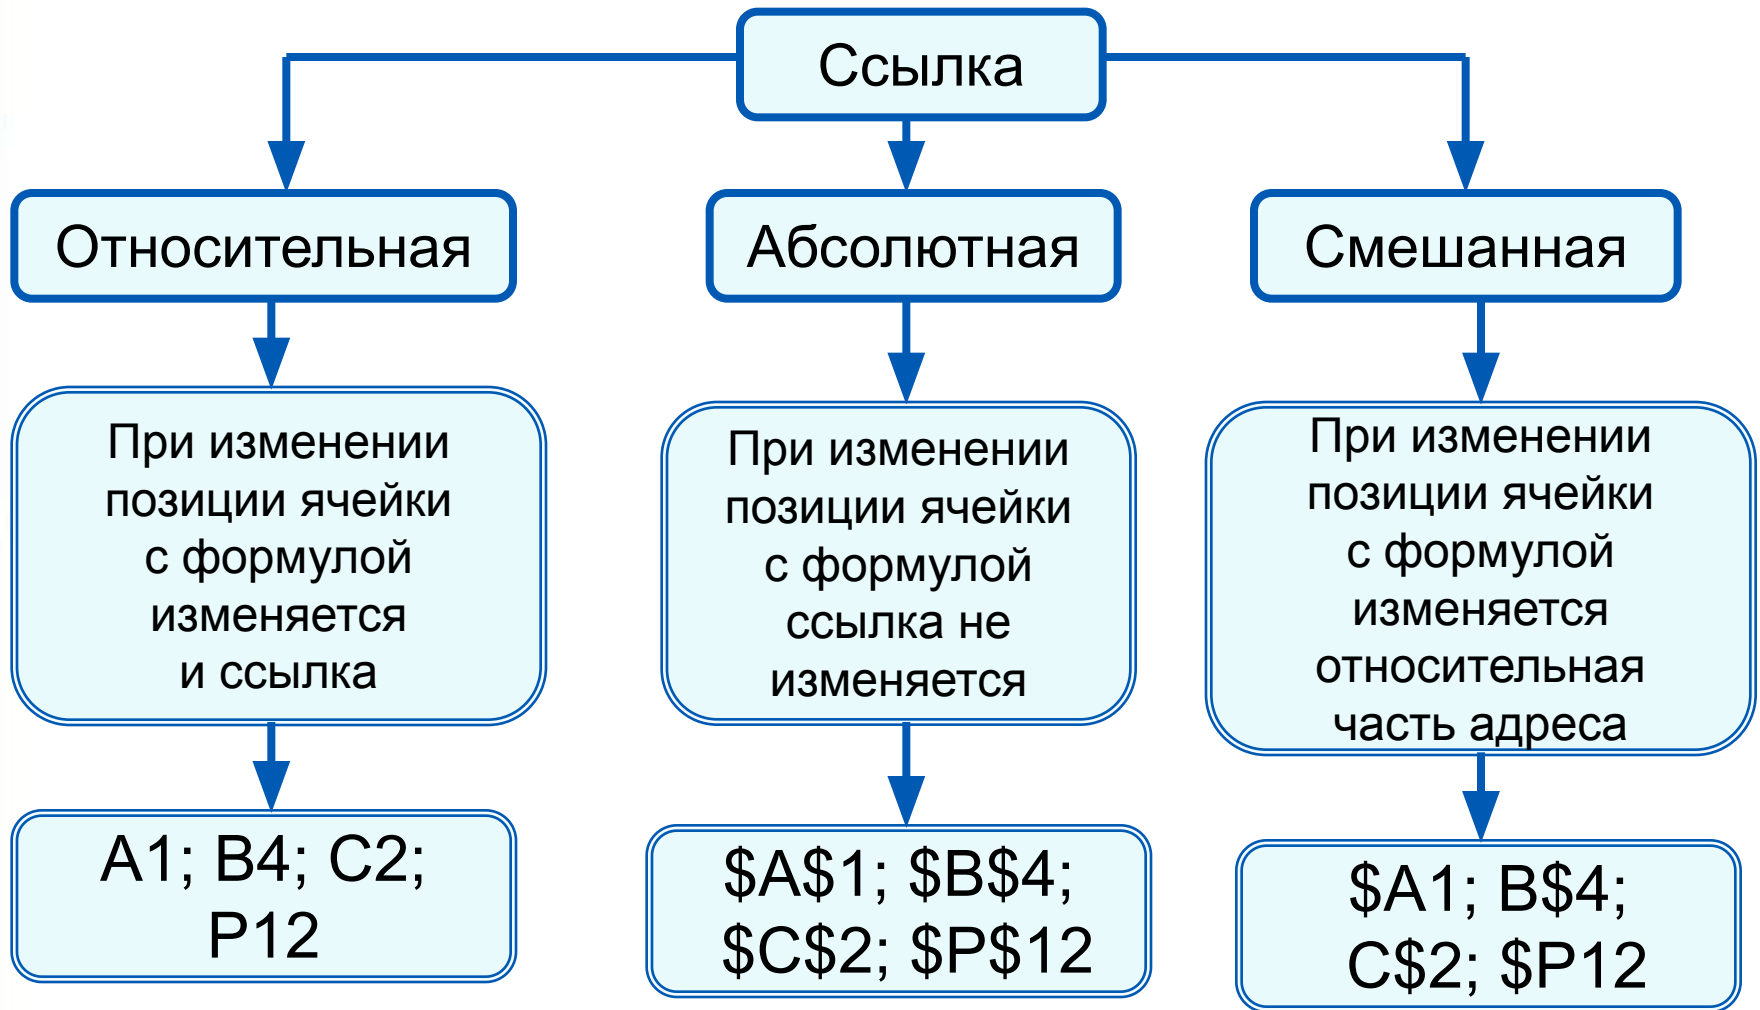 Ссылка
Относительная
Абсолютная
Смешанная
При изменении
позиции ячейки
с формулой
изменяется
и ссылка
При изменении
позиции ячейки
с формулой
ссылка не
изменяется
При изменении
позиции ячейки
с формулой
изменяется
относительная
часть адреса
A1; B4; C2;
P12
$A$1; $B$4;
$C$2; $P$12
$A1; B$4;
C$2; $P12